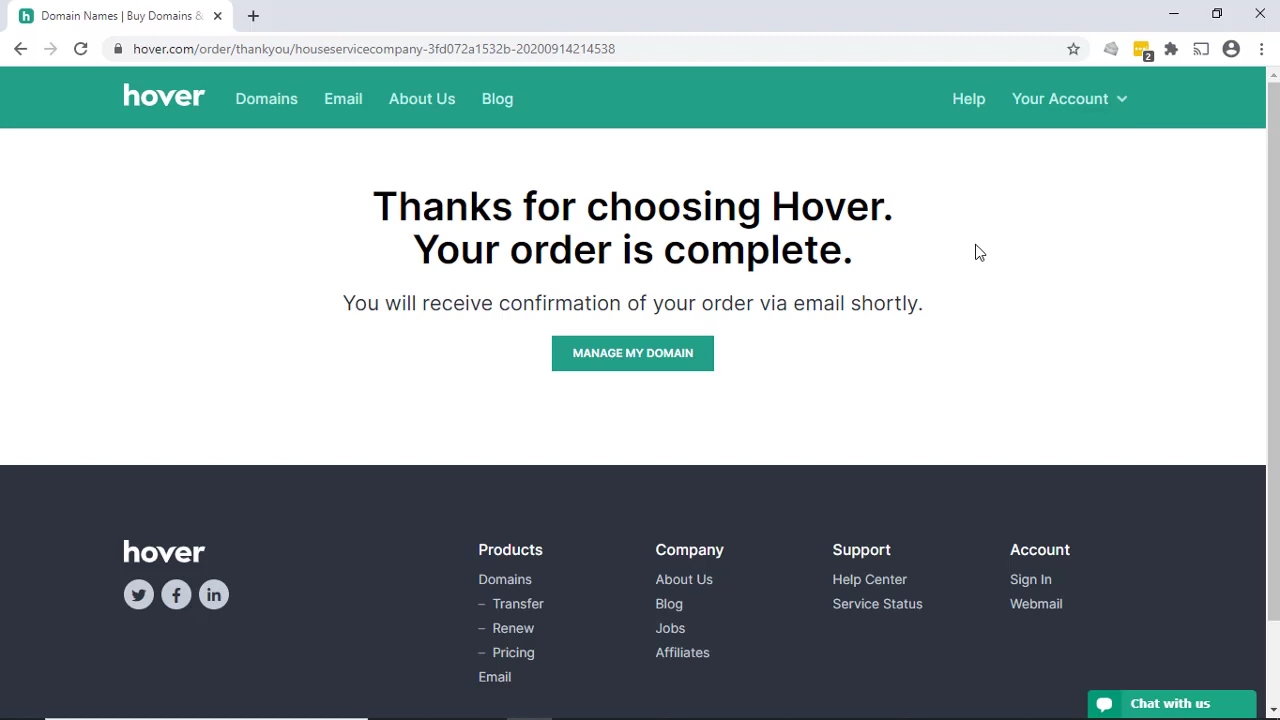 Domain Names | Buy Domains &
hover.com/order/thankyou/houseservicecompany-3fd072a1532b-20200914214538
2
hover
Domains
Email
About Us
Blog
Help
Your Account
Thanks for choosing Hover.
Your order is complete.
You will receive confirmation of your order via email shortly.
MANAGE MY DOMAIN
hover
Products
Domains
– Transfer
– Renew
– Pricing
Email
Company
About Us
Blog
Jobs
Affiliates
Support
Help Center
Service Status
Account
Sign In
Webmail
Chat with us